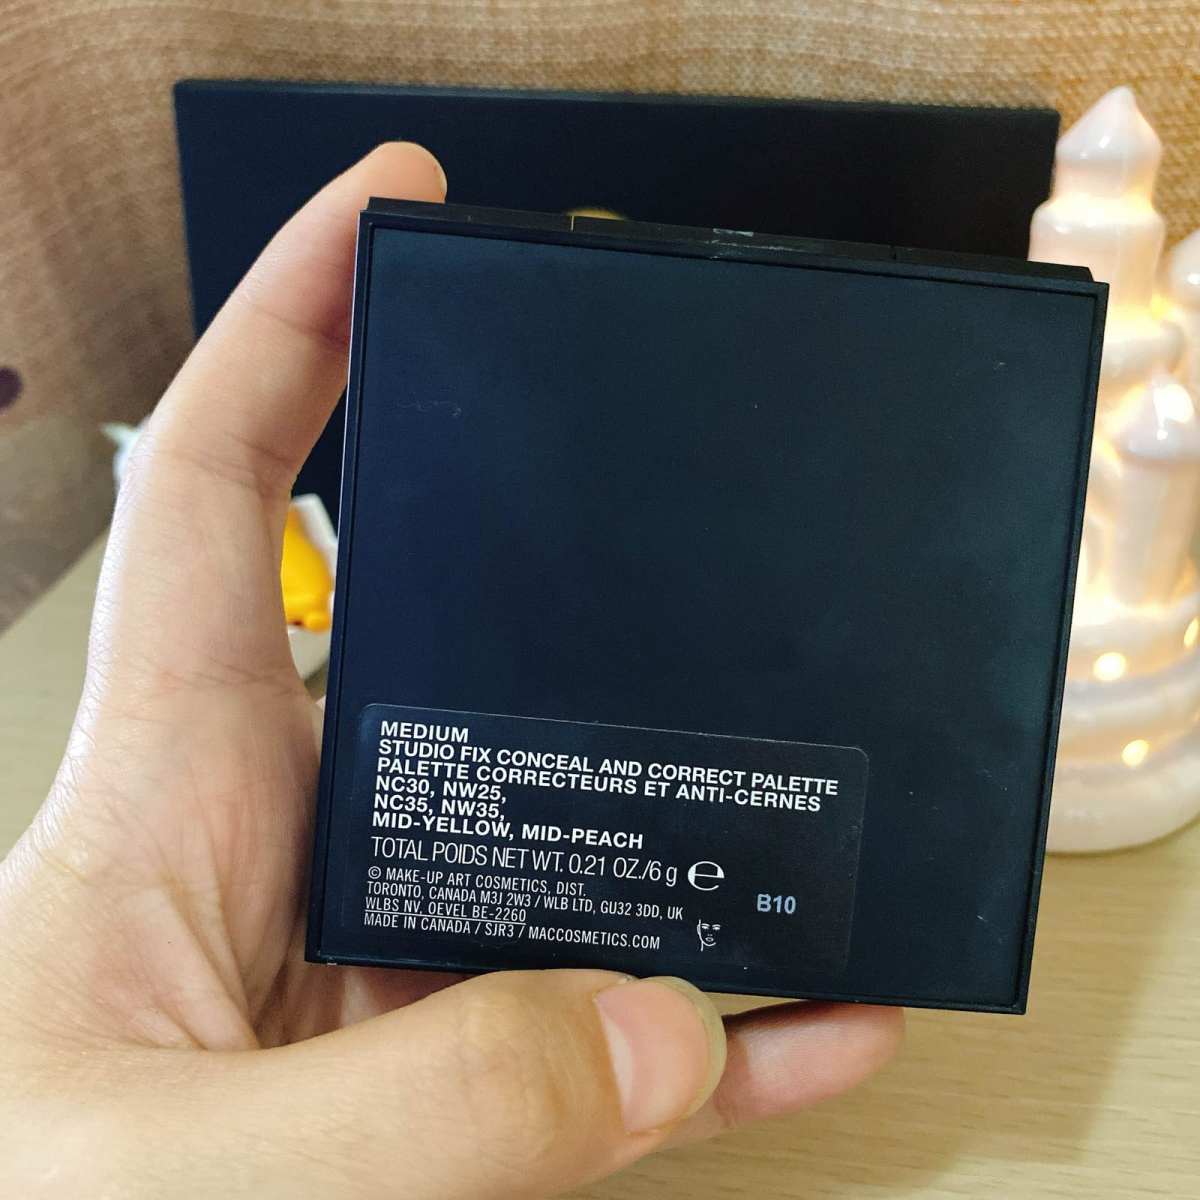 MEDIUM
STUDIO FIX CONCEAL AND CORRECT PALETTE
PALETTE CORRECTEURS ET ANTI-CERNES
NC30, NW25,
NC35, NW35,
MID-YELLOW, MID-PEACH
TOTAL POIDS NET WT. 0.21 OZ./6 g ℮
© MAKE-UP ART COSMETICS, DIST.
TORONTO, CANADA M3J 2W3 / WLB LTD, GU32 3DD, UK
WLBS NV, OEVEL BE-2260
MADE IN CANADA / SJR3 / MACCOSMETICS.COM
B10